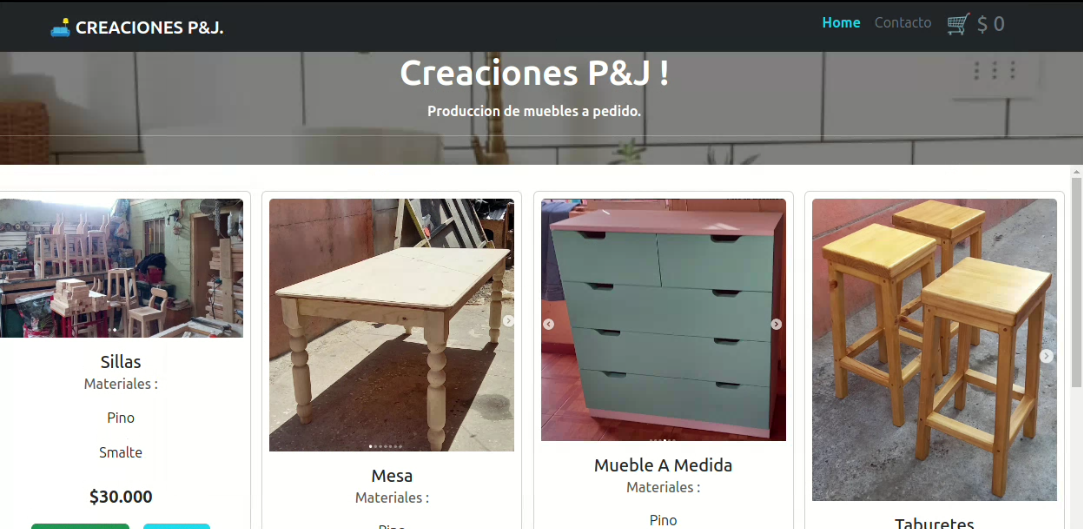 CREACIONES P&J.
Home Contacto $ 0
Creaciones P&J !
Produccion de muebles a pedido.
Sillas
Materiales :
Pino
Smalte
$30.000
Mesa
Materiales :
Pino
Mueble A Medida
Materiales :
Pino
Taburetes